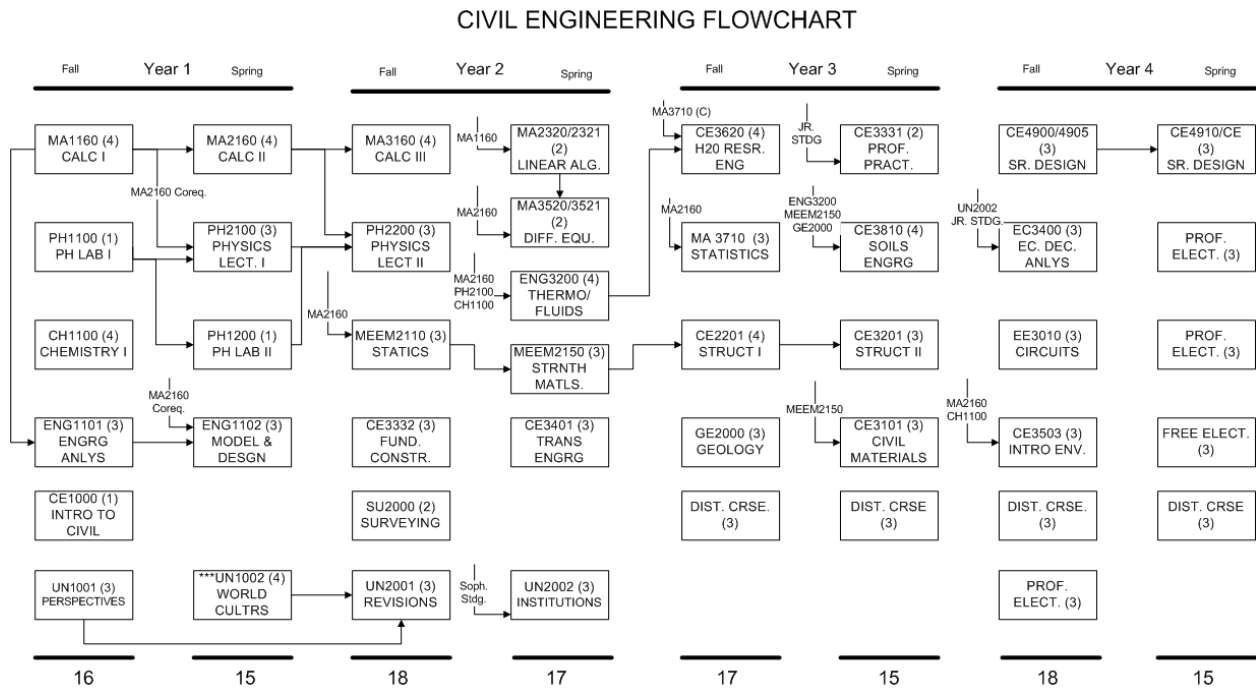 CIVIL ENGINEERING FLOWCHART
Fall
Year 1
Spring
Fall
Year 2
Spring
Fall
Year 3
Spring
Fall
Year 4
Spring
MA1160 (4)
CALC I
MA2160 Coreq.
PH1100 (1)
PH LAB I
CH1100 (4)
CHEMISTRY I
ENG1101 (3)
ENGRG
ANLYS
CE1000 (1)
INTRO TO
CIVIL
UN1001 (3)
PERSPECTIVES
16
MA2160 (4)
CALC II
PH2100 (3)
PHYSICS
LECT. I
PH1200 (1)
PH LAB II
MA2160
Coreq.
ENG1102 (3)
MODEL &
DESGN
***UN1002 (4)
WORLD
CULTRS
15
MA3160 (4)
CALC III
PH2200 (3)
PHYSICS
LECT II
MA2160
MEEM2110 (3)
STATICS
CE3332 (3)
FUND.
CONSTR.
SU2000 (2)
SURVEYING
UN2001 (3)
REVISIONS
18
MA1160
MA2320/2321
(2)
LINEAR ALG.
MA2160
MA3520/3521
(2)
DIFF. EQU.
MA2160
PH2100
CH1100
ENG3200 (4)
THERMO/
FLUIDS
MEEM2150 (3)
STRNTH
MATLS.
CE3401 (3)
TRANS
ENGRG
Soph.
Stdg.
UN2002 (3)
INSTITUTIONS
17
MA3710 (C)
CE3620 (4)
H20 RESR.
ENG
MA2160
MA 3710 (3)
STATISTICS
CE2201 (4)
STRUCT I
GE2000 (3)
GEOLOGY
DIST. CRSE.
(3)
17
JR.
STDG
CE3331 (2)
PROF.
PRACT.
ENG3200
MEEM2150
GE2000
CE3810 (4)
SOILS
ENGRG
CE3201 (3)
STRUCT II
MEEM2150
CE3101 (3)
CIVIL
MATERIALS
DIST. CRSE
(3)
15
CE4900/4905
(3)
SR. DESIGN
UN2002
JR. STDG.
EC3400 (3)
EC. DEC.
ANLYS
EE3010 (3)
CIRCUITS
MA2160
CH1100
CE3503 (3)
INTRO ENV.
DIST. CRSE.
(3)
PROF.
ELECT. (3)
18
CE4910/CE
(3)
SR. DESIGN
PROF.
ELECT. (3)
PROF.
ELECT. (3)
FREE ELECT.
(3)
DIST. CRSE
(3)
15